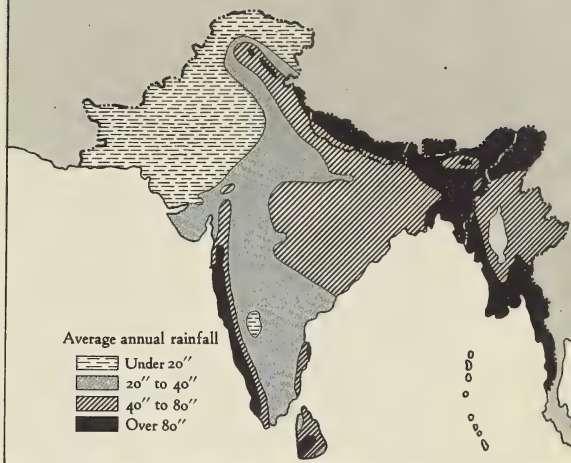 Average annual rainfall
Under 20"
20" to 40"
40" to 80"
Over 80"